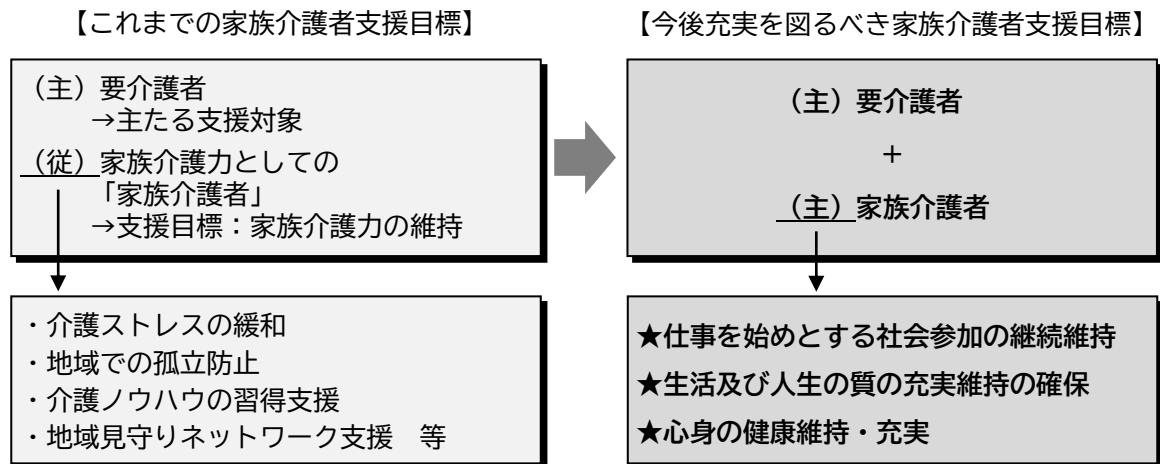 【これまでの家族介護者支援目標】
（主）要介護者
→主たる支援対象
（従）家族介護力としての
「家族介護者」
→支援目標：家族介護力の維持
・介護ストレスの緩和
・地域での孤立防止
・介護ノウハウの習得支援
・地域見守りネットワーク支援　等
【今後充実を図るべき家族介護者支援目標】
（主）要介護者
＋
（主）家族介護者
★仕事を始めとする社会参加の継続維持
★生活及び人生の質の充実維持の確保
★心身の健康維持・充実